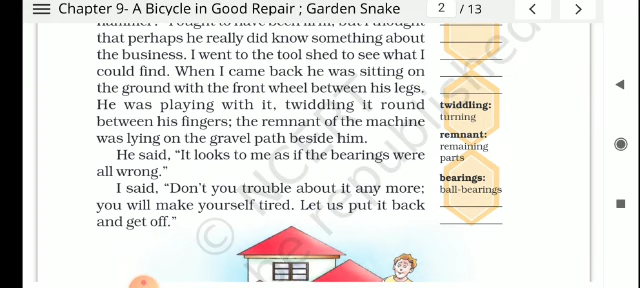 Chapter 9- A Bicycle in Good Repair ; Garden Snake
2 / 13
that perhaps he really did know something about
the business. I went to the tool shed to see what I
could find. When I came back he was sitting on
the ground with the front wheel between his legs.
He was playing with it, twiddling it round
between his fingers; the remnant of the machine
was lying on the gravel path beside him.
He said, “It looks to me as if the bearings were
all wrong.”
I said, “Don’t you trouble about it any more;
you will make yourself tired. Let us put it back
and get off.”
twiddling:
turning
remnant:
remaining
parts
bearings:
ball-bearings
© NCERT
be republished